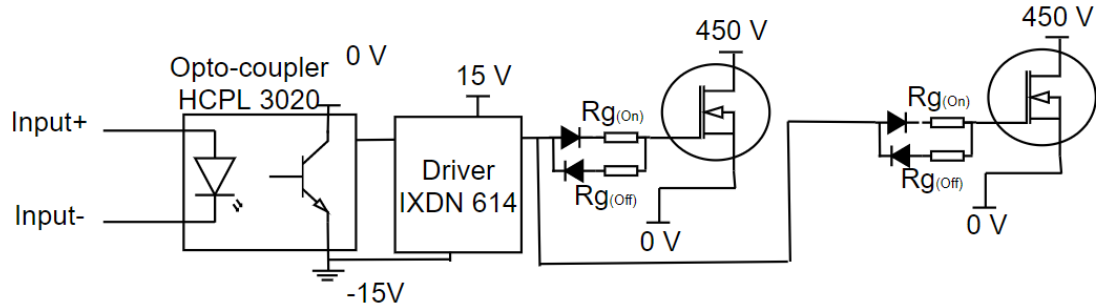 450 V
450 V
0 V
Opto-coupler
HCPL 3020
15 V
Rg(On)
Rg(On)
Input+
Driver
IXDN 614
Rg(Off)
Rg(Off)
Input-
0 V
0 V
-15V